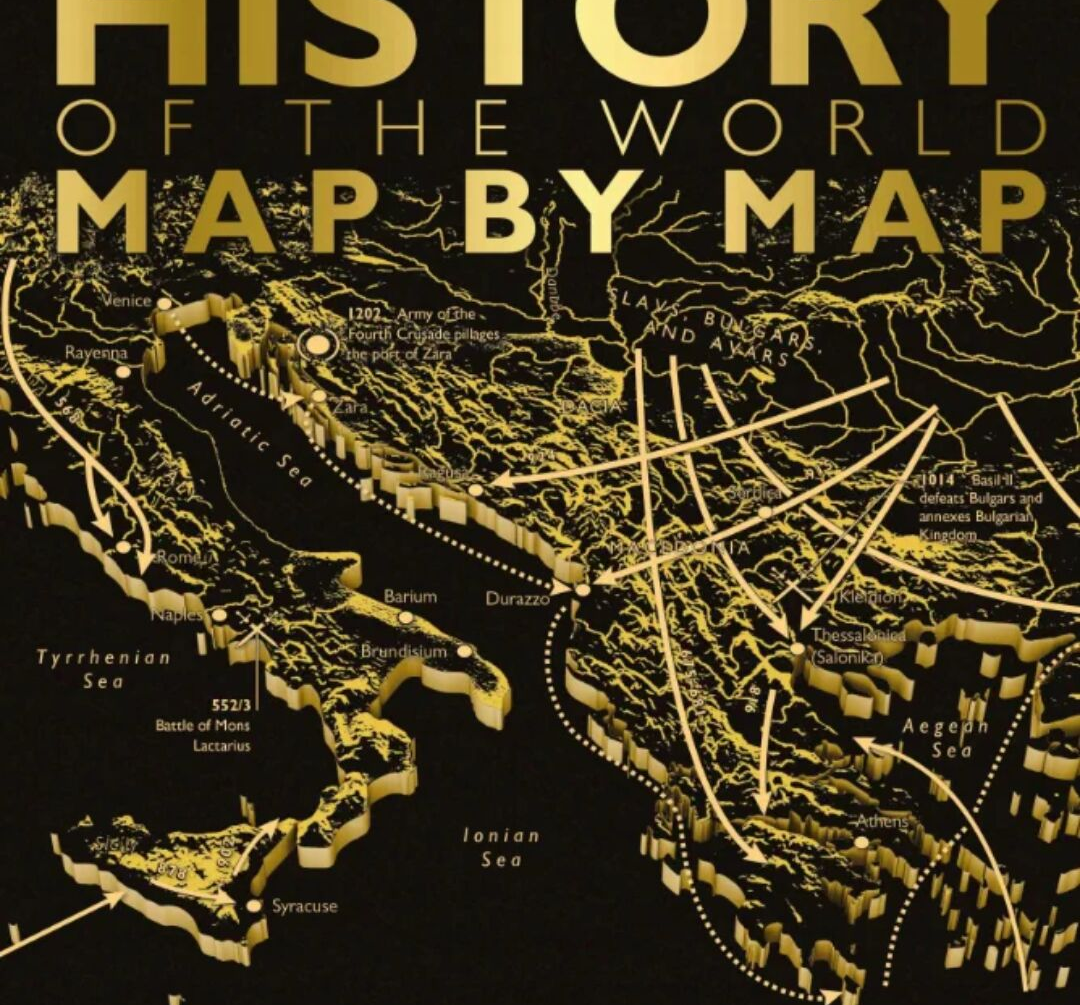 HISTORY
OF THE WORLD
MAP BY MAP
Venice
Ravenna
568
Adriatic Sea
1202 Army of the
Fourth Crusade pillages
the port of Zara
Zara
SLAVS, BULGARS,
AND AVARS
DACIA
Ragusa
Serdica
1014 Basil II
defeats Bulgars and
annexes Bulgarian
Kingdom
MACEDONIA
Rome
Naples
Barium
Durazzo
Brundisium
Kleidion
Thessalonica
(Salonika)
Tyrrhenian
Sea
552/3
Battle of Mons
Lactarius
Aegean
Sea
Ionian
Sea
Athens
Sicily
878
902
Syracuse